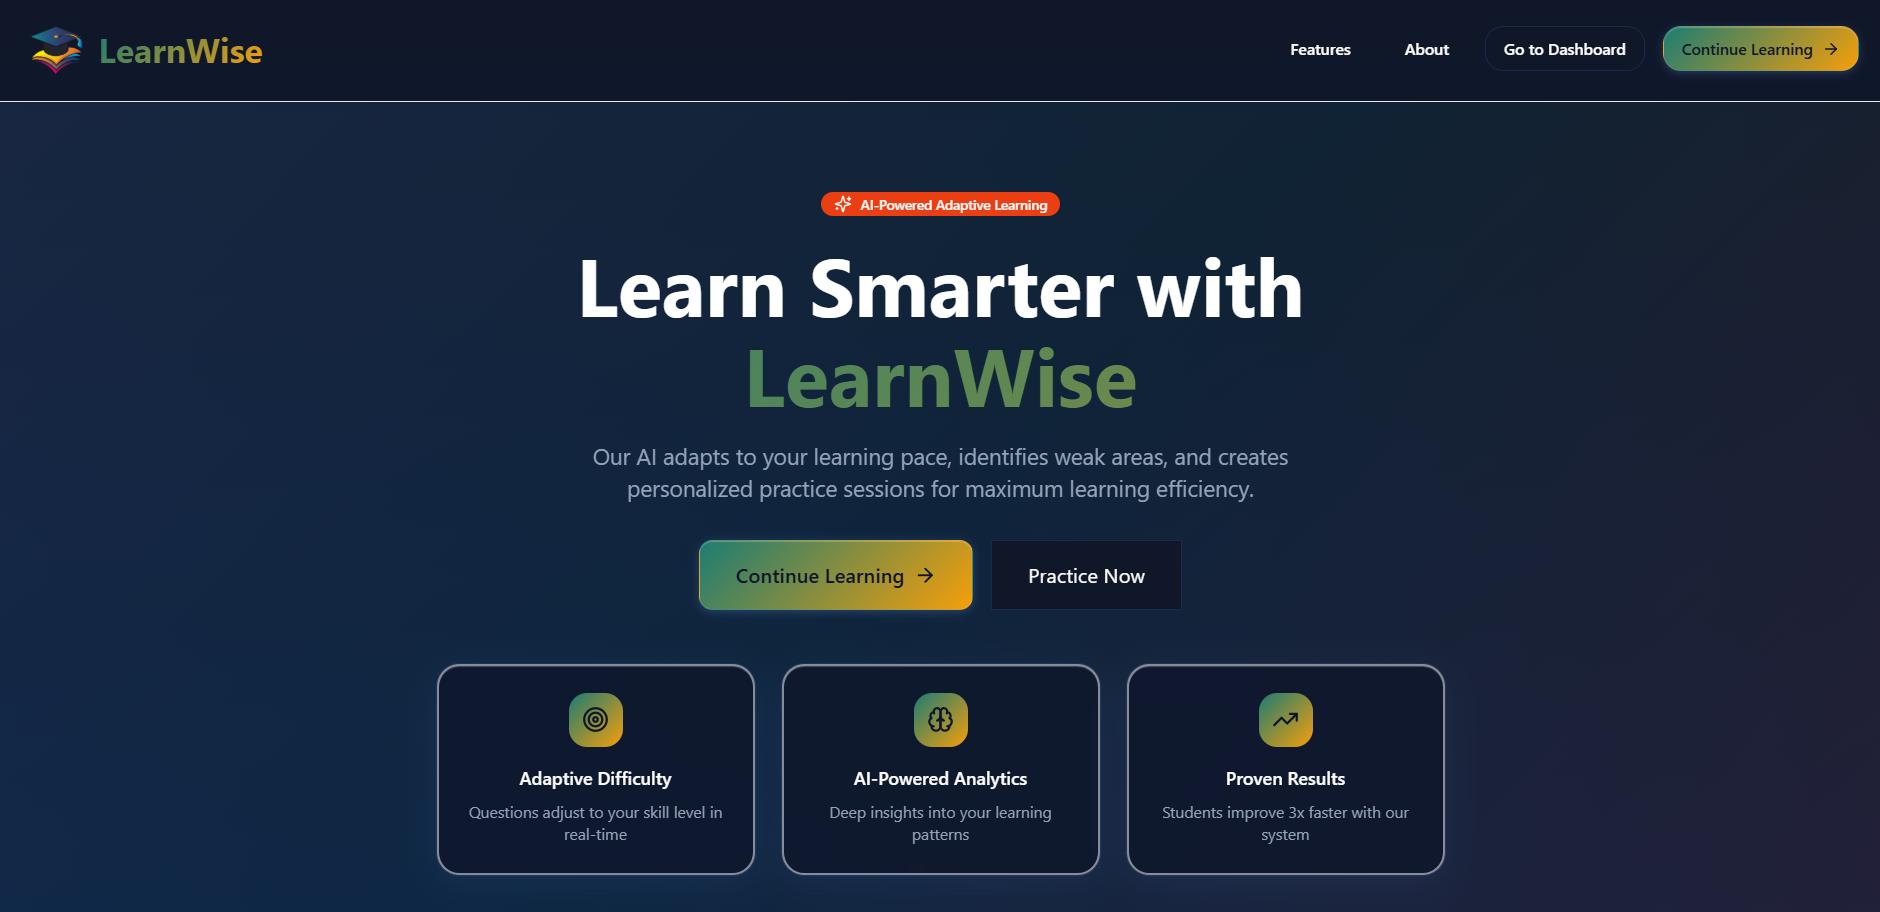 LearnWise
Features
About
Go to Dashboard
Continue Learning
AI-Powered Adaptive Learning
Learn Smarter with
LearnWise
Our AI adapts to your learning pace, identifies weak areas, and creates
personalized practice sessions for maximum learning efficiency.
Continue Learning
Practice Now
Adaptive Difficulty
Questions adjust to your skill level in
real-time
AI-Powered Analytics
Deep insights into your learning
patterns
Proven Results
Students improve 3x faster with our
system